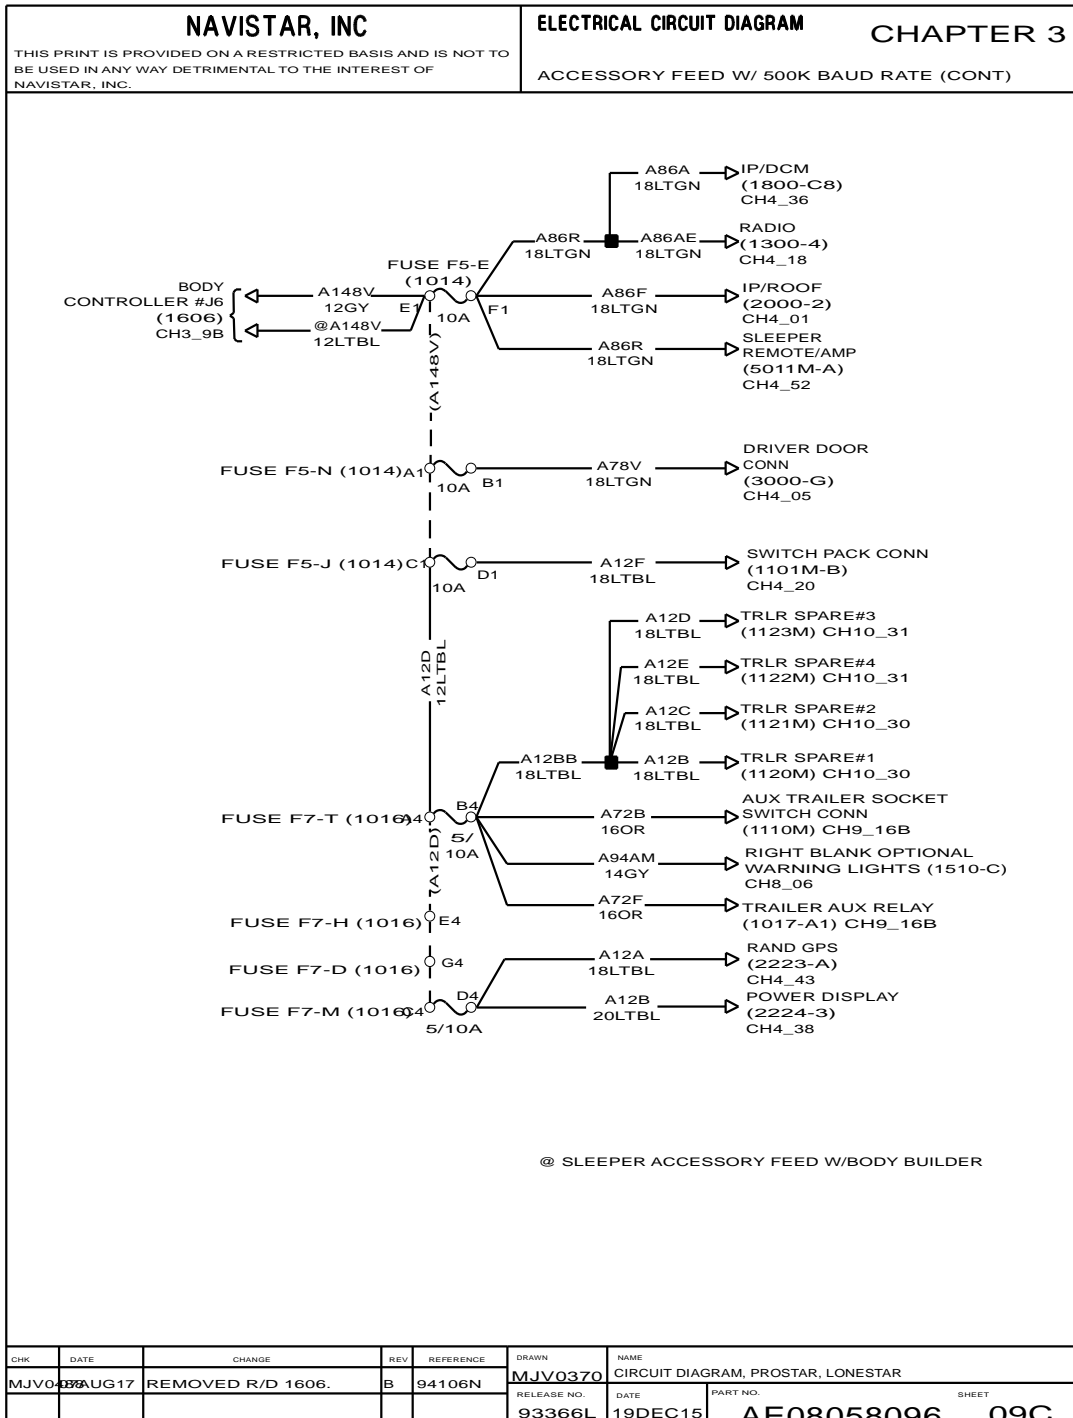 NAVISTAR, INC
THIS PRINT IS PROVIDED ON A RESTRICTED BASIS AND IS NOT TO
BE USED IN ANY WAY DETRIMENTAL TO THE INTEREST OF
NAVISTAR, INC.
ELECTRICAL CIRCUIT DIAGRAM
CHAPTER 3
ACCESSORY FEED W/ 500K BAUD RATE (CONT)
A86A
18LTGN
IP/DCM
(1800-C8)
CH4_36
A86R
18LTGN
A86AE
18LTGN
RADIO
(1300-4)
CH4_18
FUSE F5-E
(1014)
E1
10A
F1
BODY
CONTROLLER #J6
(1606)
CH3_9B
A148V
12GY
@A148V
12LTBL
A86F
18LTGN
IP/ROOF
(2000-2)
CH4_01
A86R
18LTGN
SLEEPER
REMOTE/AMP
(5011M-A)
CH4_52
(A148V)
FUSE F5-N (1014)
A1
10A
B1
A78V
18LTGN
DRIVER DOOR
CONN
(3000-G)
CH4_05
FUSE F5-J (1014)
C1
10A
D1
A12F
18LTBL
SWITCH PACK CONN
(1101M-B)
CH4_20
A12D
12LTBL
A12D
18LTBL
TRLR SPARE#3
(1123M) CH10_31
A12E
18LTBL
TRLR SPARE#4
(1122M) CH10_31
A12C
18LTBL
TRLR SPARE#2
(1121M) CH10_30
A12BB
18LTBL
A12B
18LTBL
TRLR SPARE#1
(1120M) CH10_30
FUSE F7-T (1016)
A4
B4
5/
10A
A72B
16OR
AUX TRAILER SOCKET
SWITCH CONN
(1110M) CH9_16B
A94AM
14GY
RIGHT BLANK OPTIONAL
WARNING LIGHTS (1510-C)
CH8_06
A72F
16OR
TRAILER AUX RELAY
(1017-A1) CH9_16B
(A12D)
FUSE F7-H (1016)
E4
FUSE F7-D (1016)
G4
FUSE F7-M (1016)
C4
D4
5/10A
A12A
18LTBL
RAND GPS
(2223-A)
CH4_43
A12B
20LTBL
POWER DISPLAY
(2224-3)
CH4_38
@ SLEEPER ACCESSORY FEED W/BODY BUILDER
CHK DATE CHANGE REV REFERENCE
REMOVED R/D 1606. B 94106N
DRAWN
MJV0370
NAME
CIRCUIT DIAGRAM, PROSTAR, LONESTAR
RELEASE NO.
93366L
DATE
19DEC15
PART NO.
AE08058096
SHEET
09C